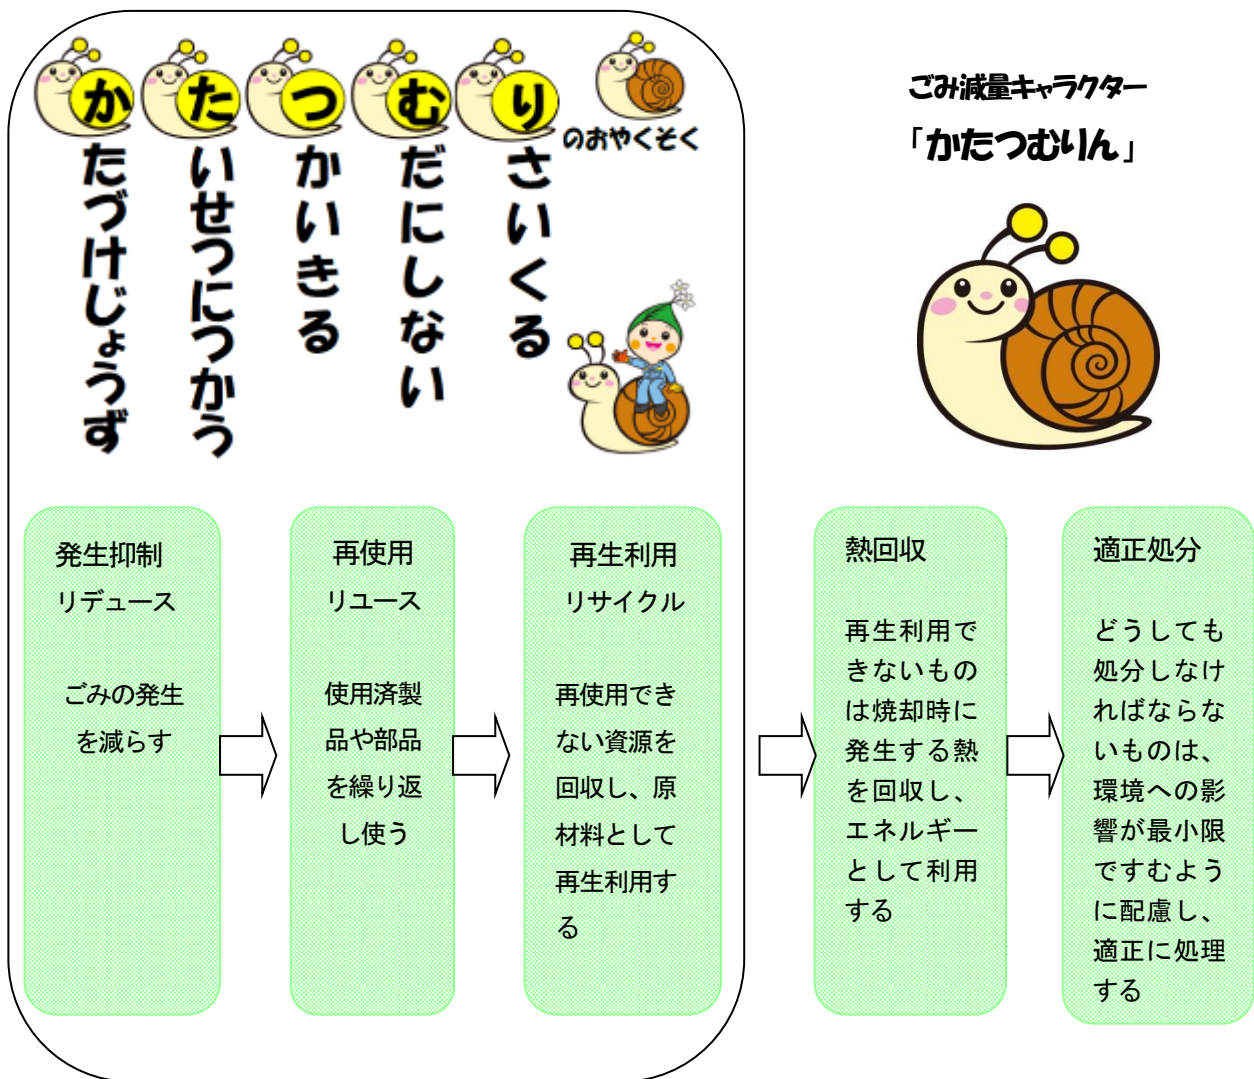 かたつむり
のおやくそく
かたづけじょうず
たいせつにつかう
つかいきる
むだにしない
りさいくる
ごみ減量キャラクター
「かたつむりん」
発生抑制
リデュース
ごみの発生
を減らす
再使用
リユース
使用済製
品や部品
を繰り返
し使う
再生利用
リサイクル
再使用でき
ない資源を
回収し、原
材料として
再生利用す
る
熱回収
再生利用で
きないもの
は焼却時に
発生する熱
を回収し、
エネルギー
として利用
する
適正処分
どうしても
処分しなけ
ればならな
いものは、
環境への影
響が最小限
ですむよう
に配慮し、
適正に処理
する